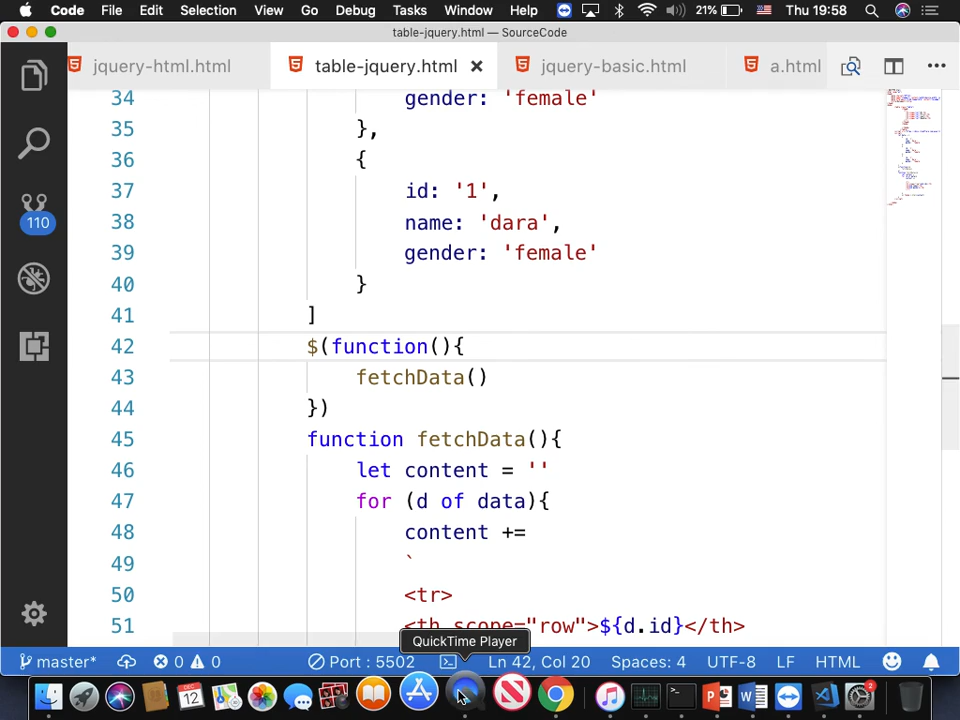 Code File Edit Selection View Go Debug Tasks Window Help 21% Thu 19:58
table-jquery.html — SourceCode
jquery-html.html table-jquery.html jquery-basic.html a.html
34 gender: 'female'
35 },
36 {
37 id: '1',
38 name: 'dara',
39 gender: 'female'
40 }
41 ]
42 $(function(){
43 fetchData()
44 })
45 function fetchData(){
46 let content = ''
47 for (d of data){
48 content +=
49 `
50 <tr>
51 <th scope="row">${d.id}</th>
110
QuickTime Player
master* 0 0 Port : 5502 Ln 42, Col 20 Spaces: 4 UTF-8 LF HTML
DEC
12
2